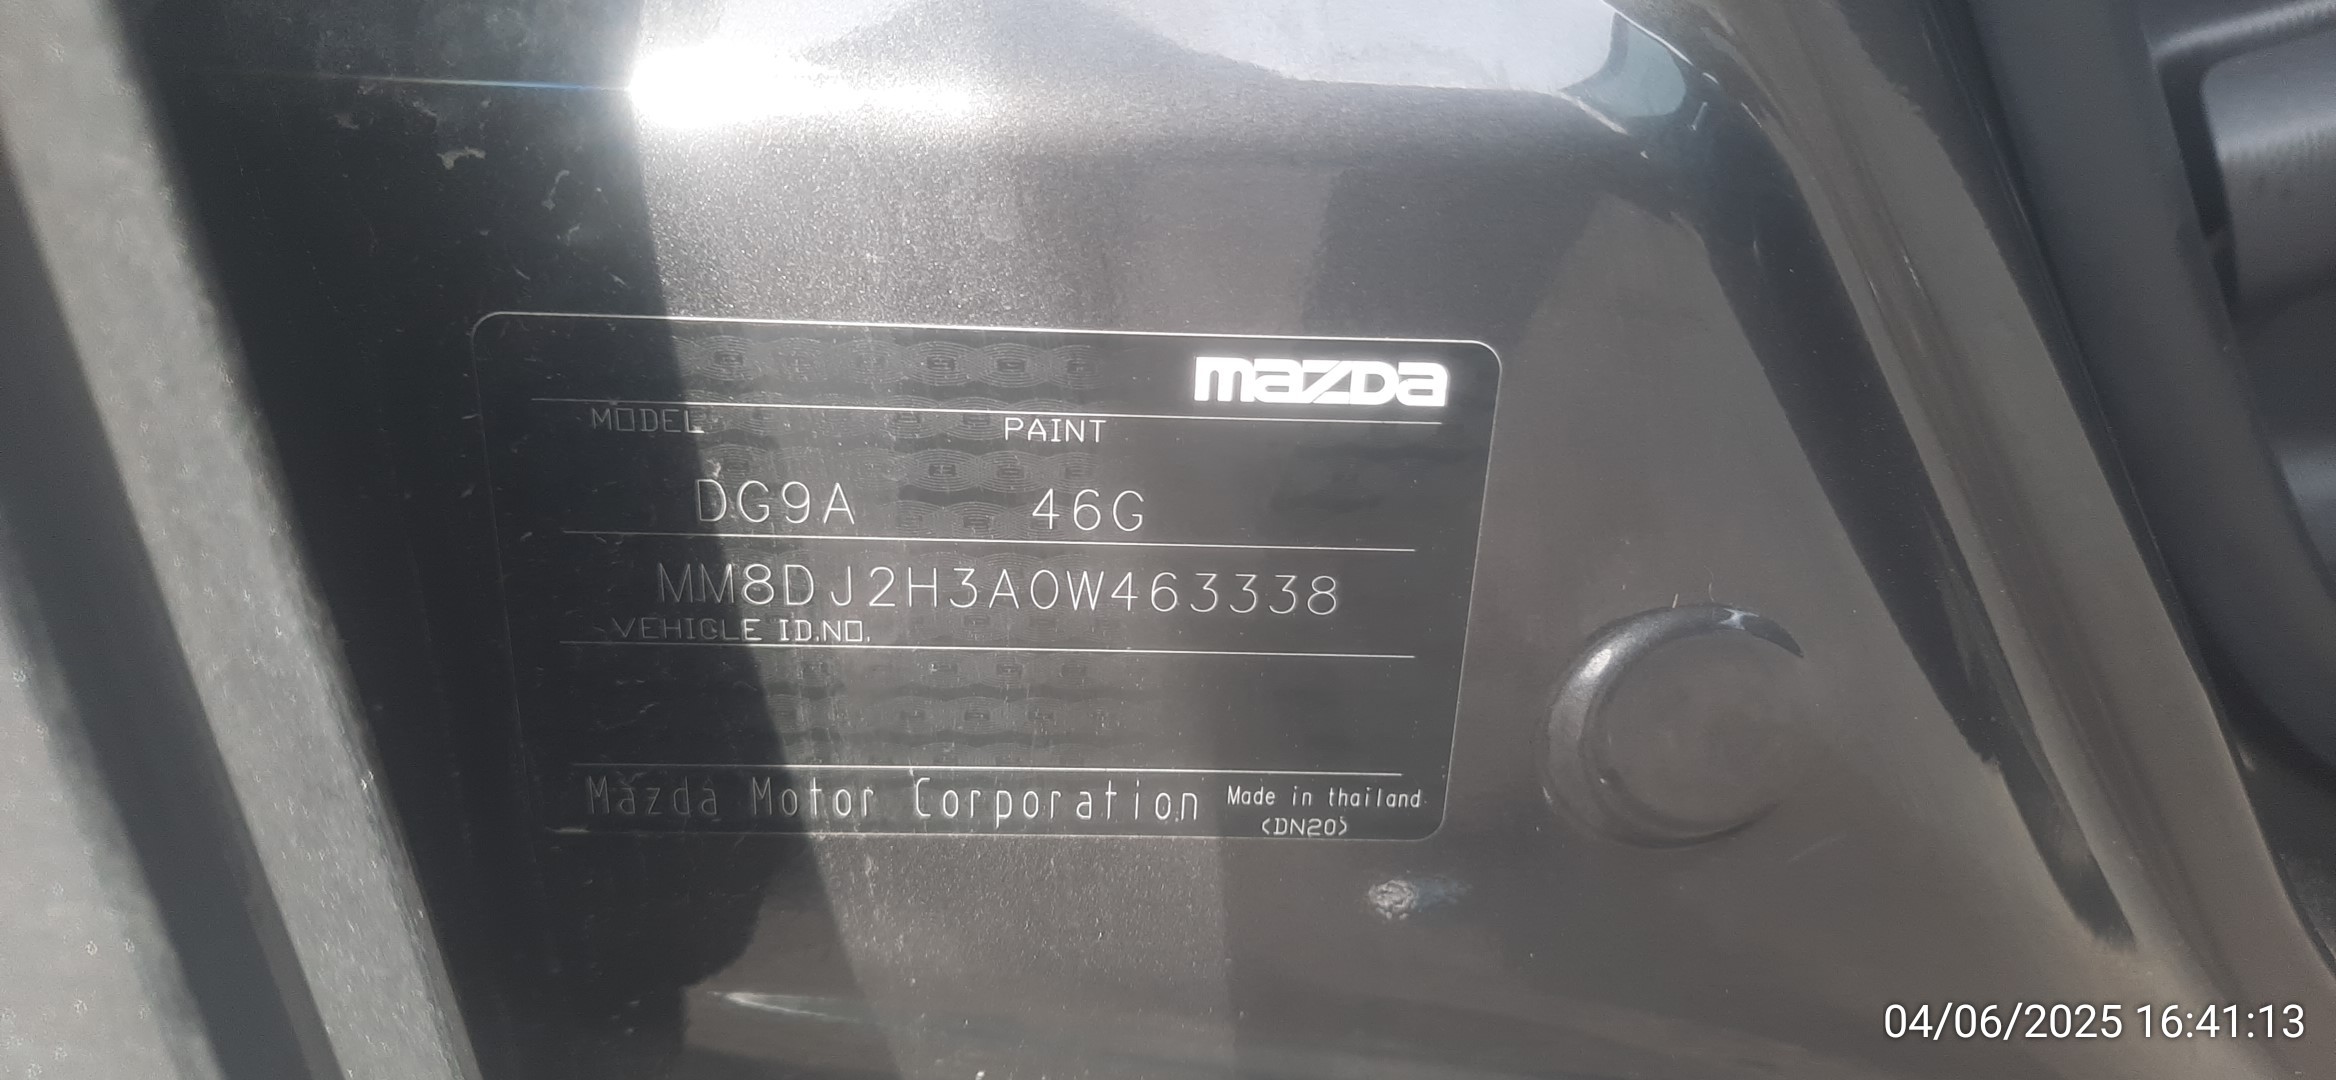 mazda
MODEL PAINT
DG9A 46G
MM8DJ2H3A0W463338
VEHICLE ID.NO.
Mazda Motor Corporation Made in thailand
(DN20)
04/06/2025 16:41:13